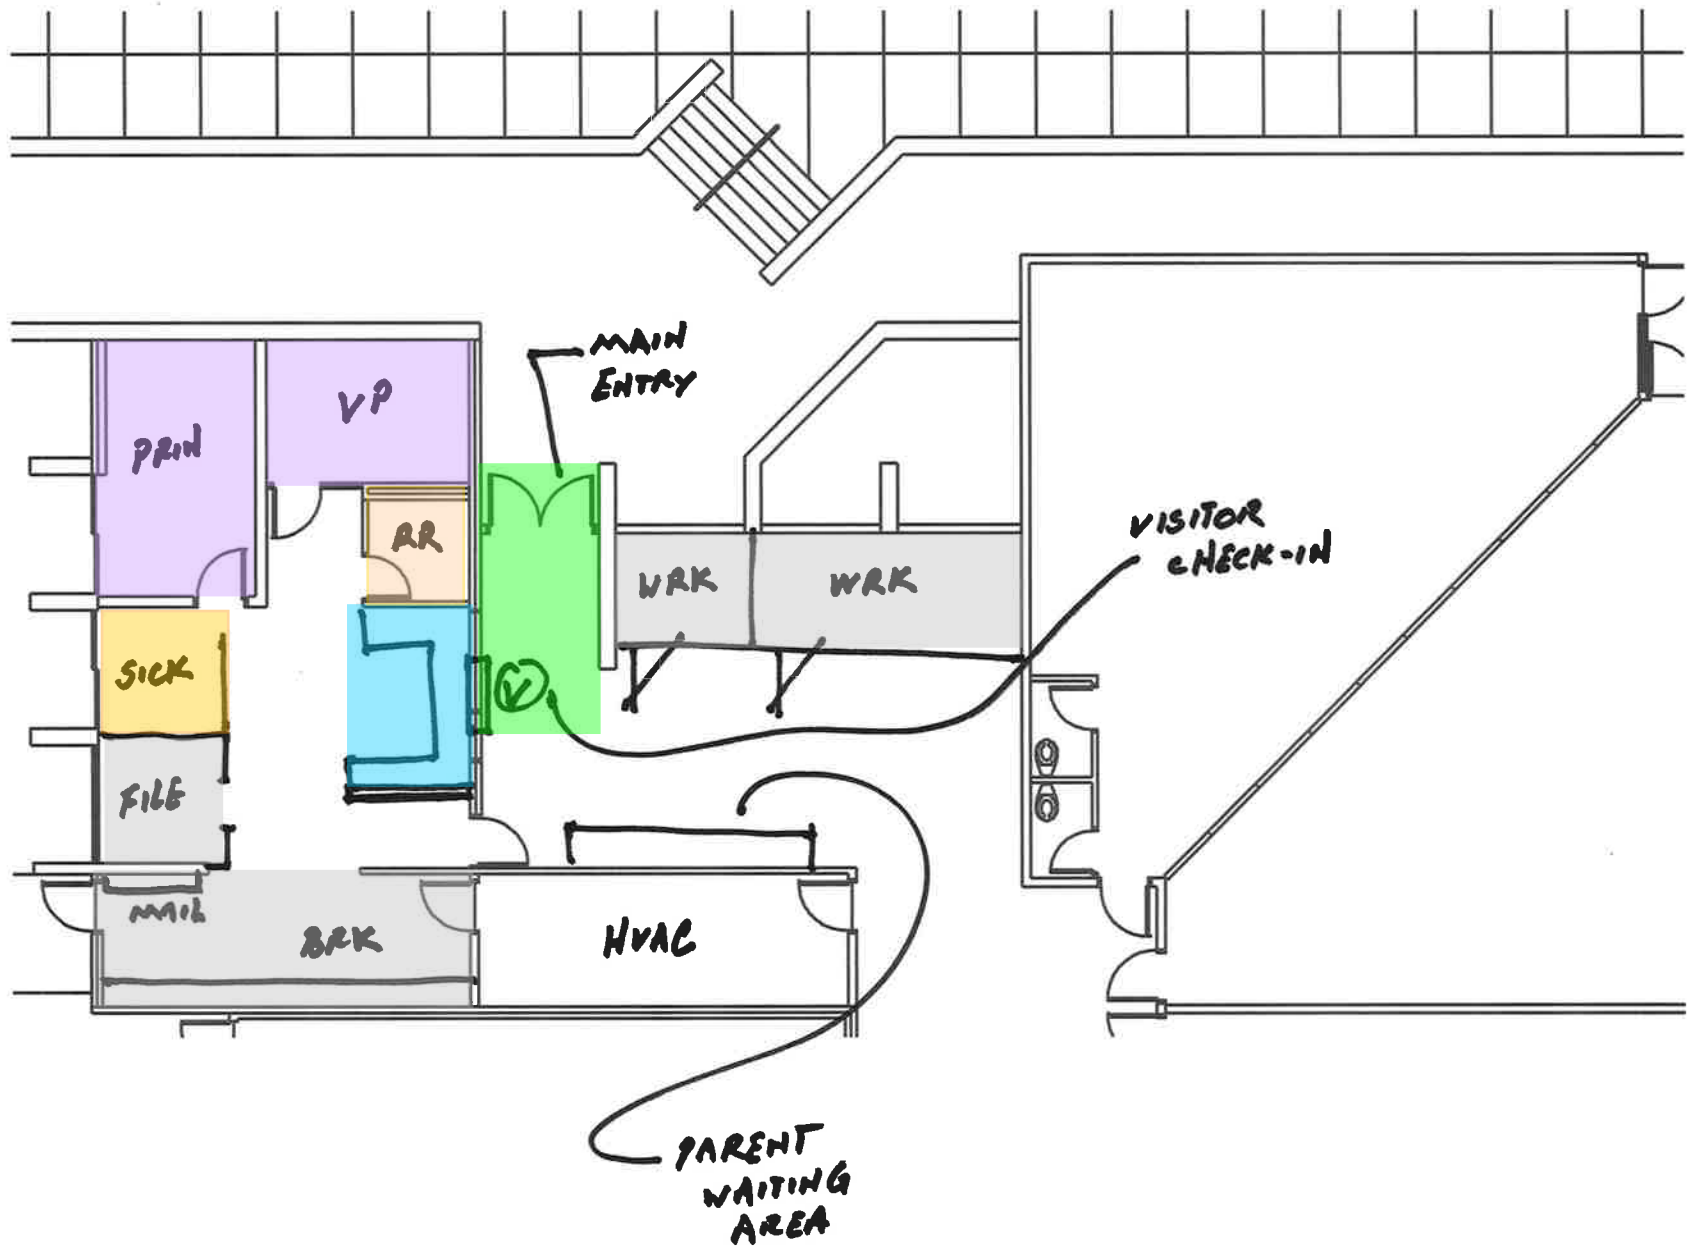 MAIN
ENTRY
PRIN
VP
RR
VISITOR
CHECK-IN
WRK
WRK
SICK
V
FILE
MAIL
BRK
HVAC
PARENT
WAITING
AREA